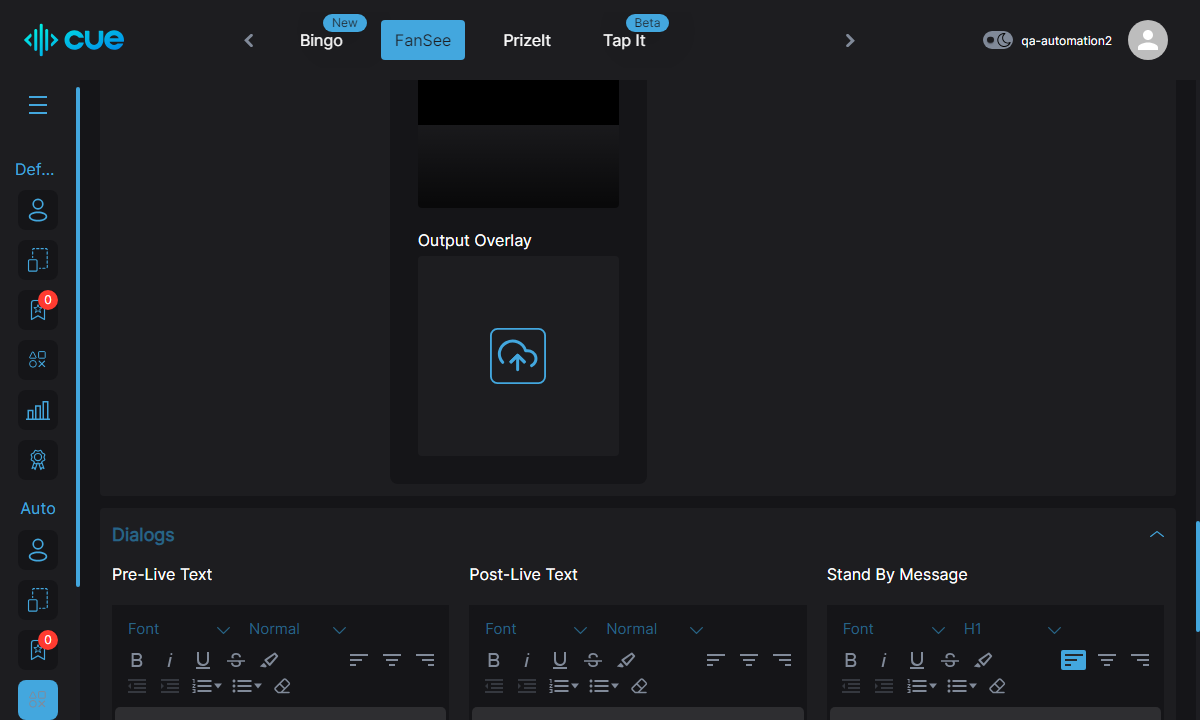 cue
Bingo
New
FanSee
PrizeIt
Tap It
Beta
qa-automation2
Def...
0
Auto
0
Output Overlay
Dialogs
Pre-Live Text
Post-Live Text
Stand By Message
Font
Normal
Font
Normal
Font
H1